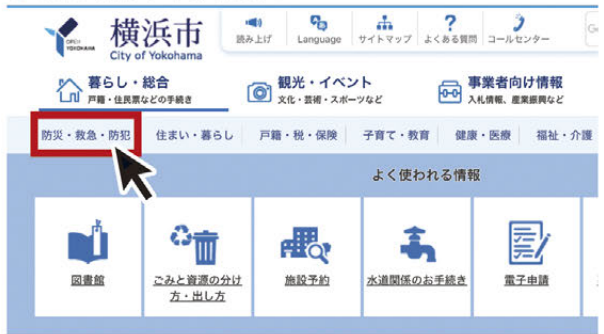 OPEN
YOKOHAMA
横浜市
City of Yokohama
読み上げ
Language
サイトマップ
よくある質問
コールセンター
暮らし・総合
戸籍・住民票などの手続き
観光・イベント
文化・芸術・スポーツなど
事業者向け情報
入札情報、産業振興など
防災・救急・防犯
住まい・暮らし
戸籍・税・保険
子育て・教育
健康・医療
福祉・介護
よく使われる情報
図書館
ごみと資源の分け
方・出し方
施設予約
水道関係のお手続き
電子申請